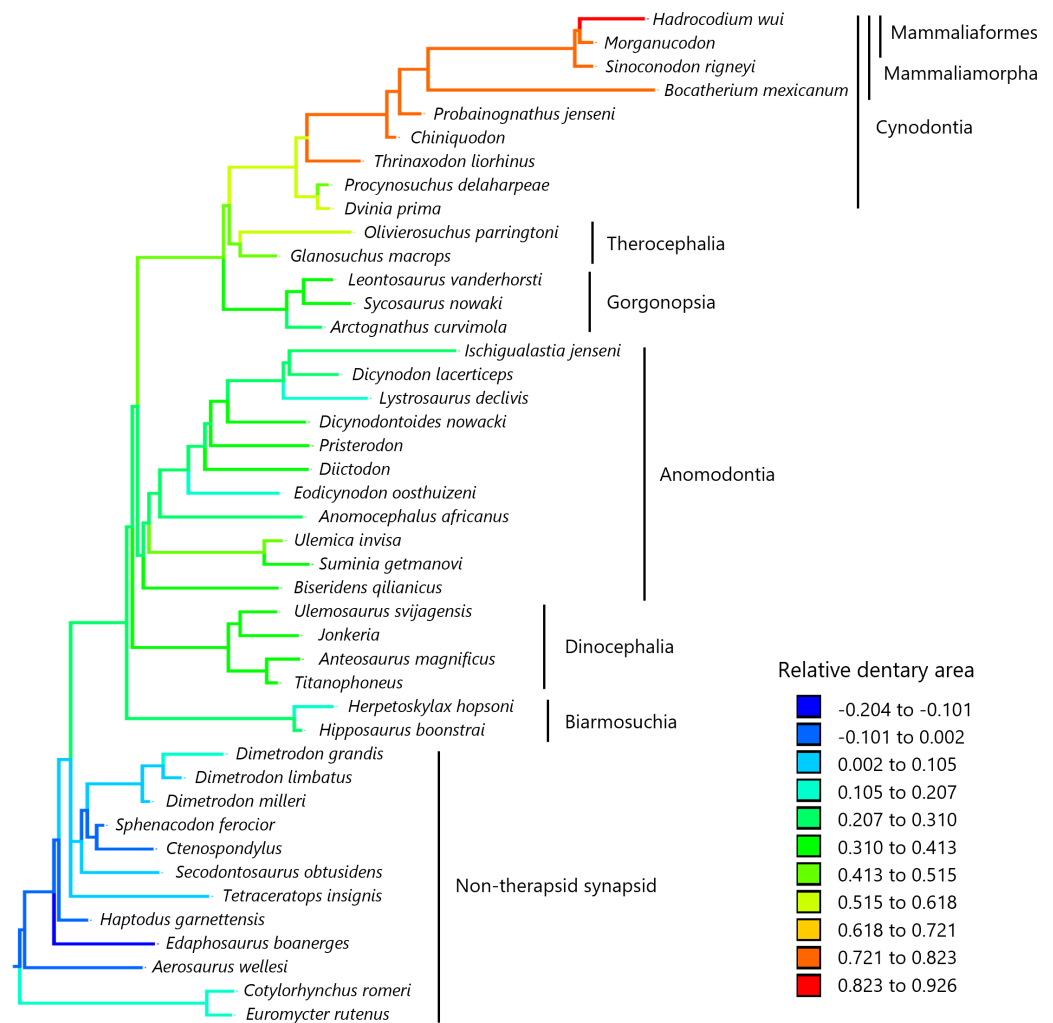 Hadrocodium wui
Morganucodon
Sinoconodon rigneyi
Bocatherium mexicanum
Probainognathus jenseni
Chiniquodon
Thrinaxodon liorhinus
Procynosuchus delaharpeae
Dvinia prima
Olivierosuchus parringtoni
Glanosuchus macrops
Leontosaurus vanderhorsti
Sycosaurus nowaki
Arctognathus curvimola
Ischigualastia jenseni
Dicynodon lacerticeps
Lystrosaurus declivis
Dicynodontoides nowacki
Pristerodon
Diictodon
Eodicynodon oosthuizeni
Anomocephalus africanus
Ulemica invisa
Suminia getmanovi
Biseridens qilianicus
Ulemosaurus svijagensis
Jonkeria
Anteosaurus magnificus
Titanophoneus
Herpetoskylax hopsoni
Hipposaurus boonstrai
Dimetrodon grandis
Dimetrodon limbatus
Dimetrodon milleri
Sphenacodon ferocior
Ctenospondylus
Secodontosaurus obtusidens
Tetraceratops insignis
Haptodus garnettensis
Edaphosaurus boanerges
Aerosaurus wellesi
Cotylorhynchus romeri
Euromycter rutenus
Mammaliaformes
Mammaliamorpha
Cynodontia
Therocephalia
Gorgonopsia
Anomodontia
Dinocephalia
Biarmosuchia
Non-therapsid synapsid
Relative dentary area
-0.204 to -0.101
-0.101 to 0.002
0.002 to 0.105
0.105 to 0.207
0.207 to 0.310
0.310 to 0.413
0.413 to 0.515
0.515 to 0.618
0.618 to 0.721
0.721 to 0.823
0.823 to 0.926